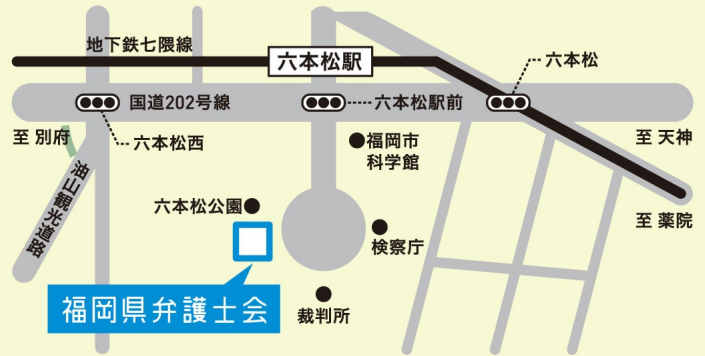 地下鉄七隈線
六本松駅
六本松
国道202号線
六本松駅前
至 別府
六本松西
福岡市
科学館
至 天神
油山観光道路
六本松公園
検察庁
至 薬院
福岡県弁護士会
裁判所